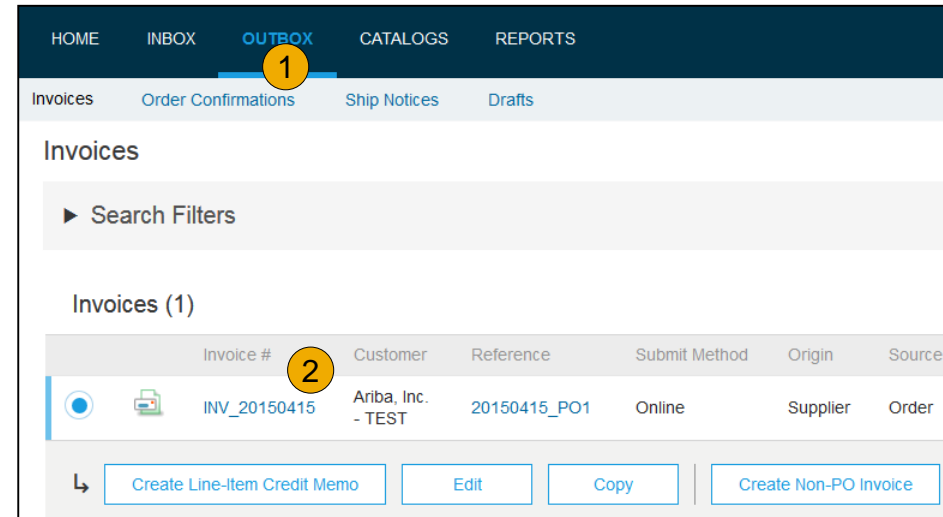 HOME INBOX OUTBOX CATALOGS REPORTS
1
Invoices Order Confirmations Ship Notices Drafts
Invoices
► Search Filters
Invoices (1)
Invoice # 2 Customer Reference Submit Method Origin Source
INV_20150415 Ariba, Inc. - TEST 20150415_PO1 Online Supplier Order
Create Line-Item Credit Memo Edit Copy Create Non-PO Invoice